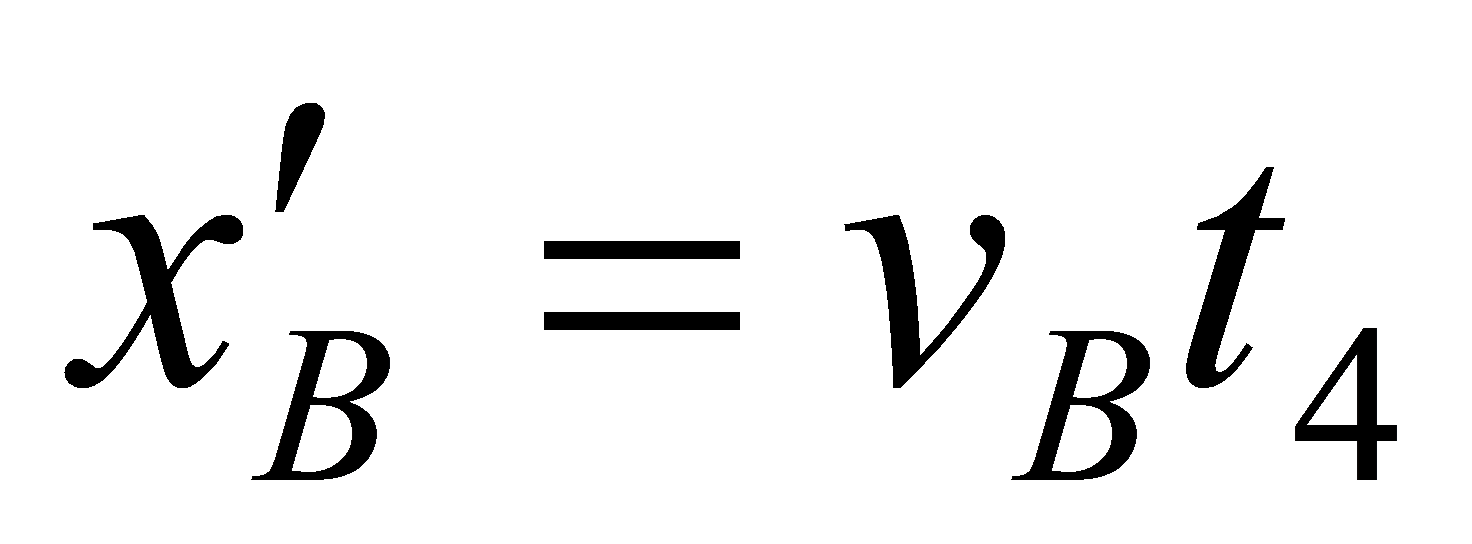 x'_B = v_B t_4